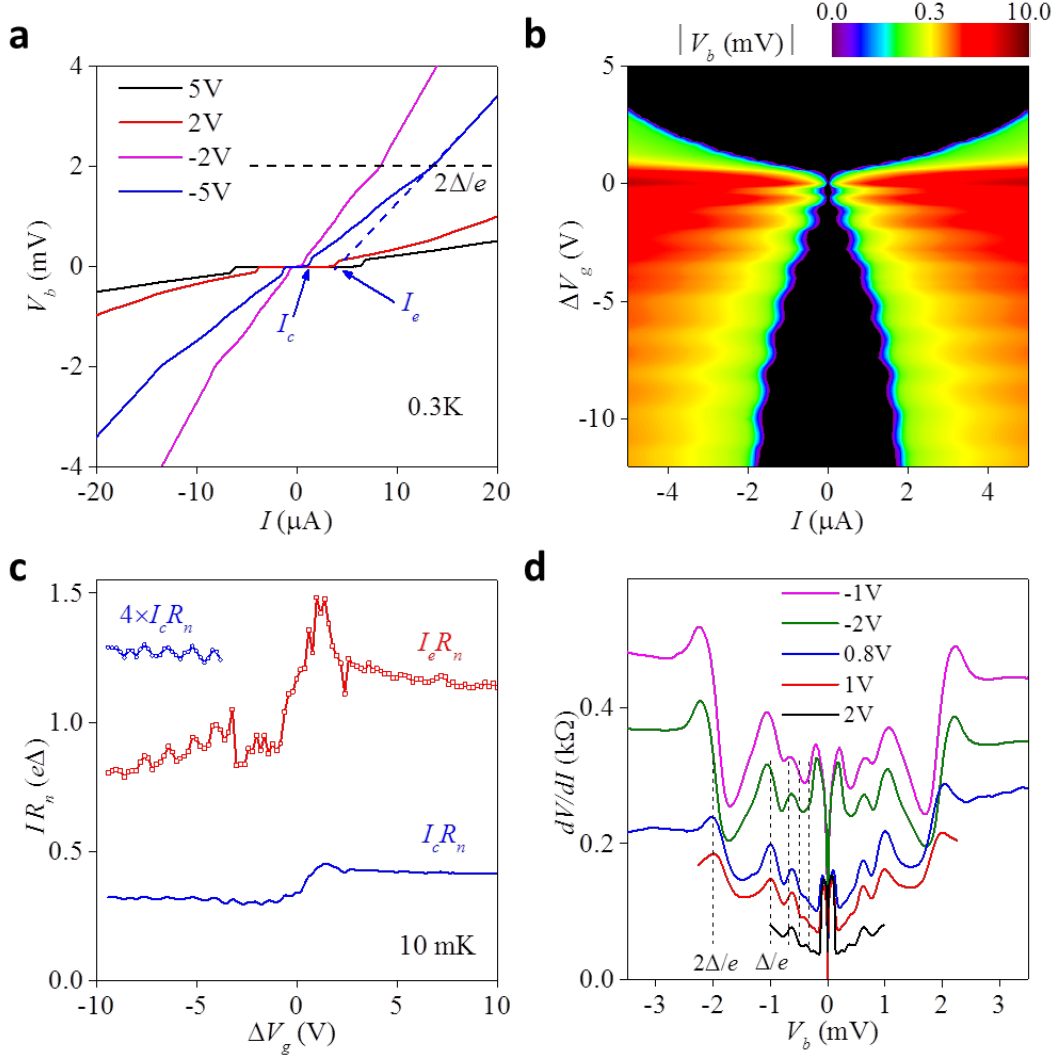 a
4
2
0
-2
-4
V_b (mV)
5V
2V
-2V
-5V
2Δ/e
I_c
I_e
0.3K
-20
-10
0
10
20
I (μA)
b
| V_b (mV) |
0.0
0.3
10.0
5
0
-5
-10
ΔV_g (V)
-4
-2
0
2
4
I (μA)
c
1.5
1.0
0.5
0.0
IR_n (eΔ)
4×I_cR_n
I_eR_n
I_cR_n
10 mK
-10
-5
0
5
10
ΔV_g (V)
d
-1V
-2V
0.8V
1V
2V
0.4
0.2
0.0
dV/dI (kΩ)
2Δ/e
Δ/e
-3
-2
-1
0
1
2
3
V_b (mV)